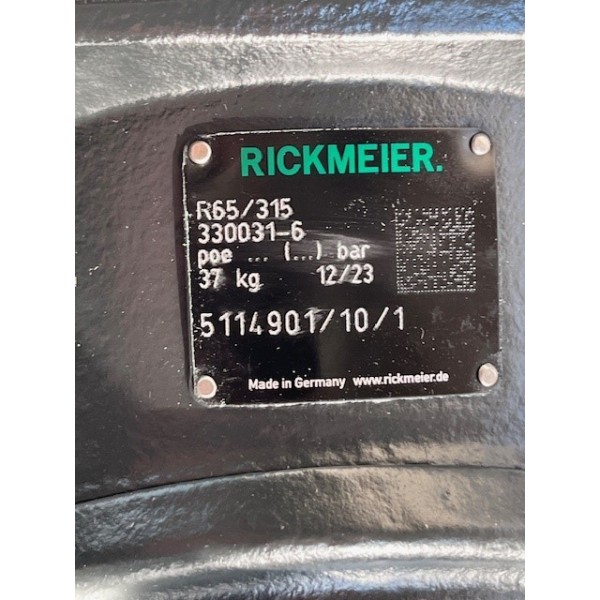 RICKMEIER.
R65/315
330031-6
poe ... (...) bar
37 kg 12/23
5114901/10/1
Made in Germany www.rickmeier.de